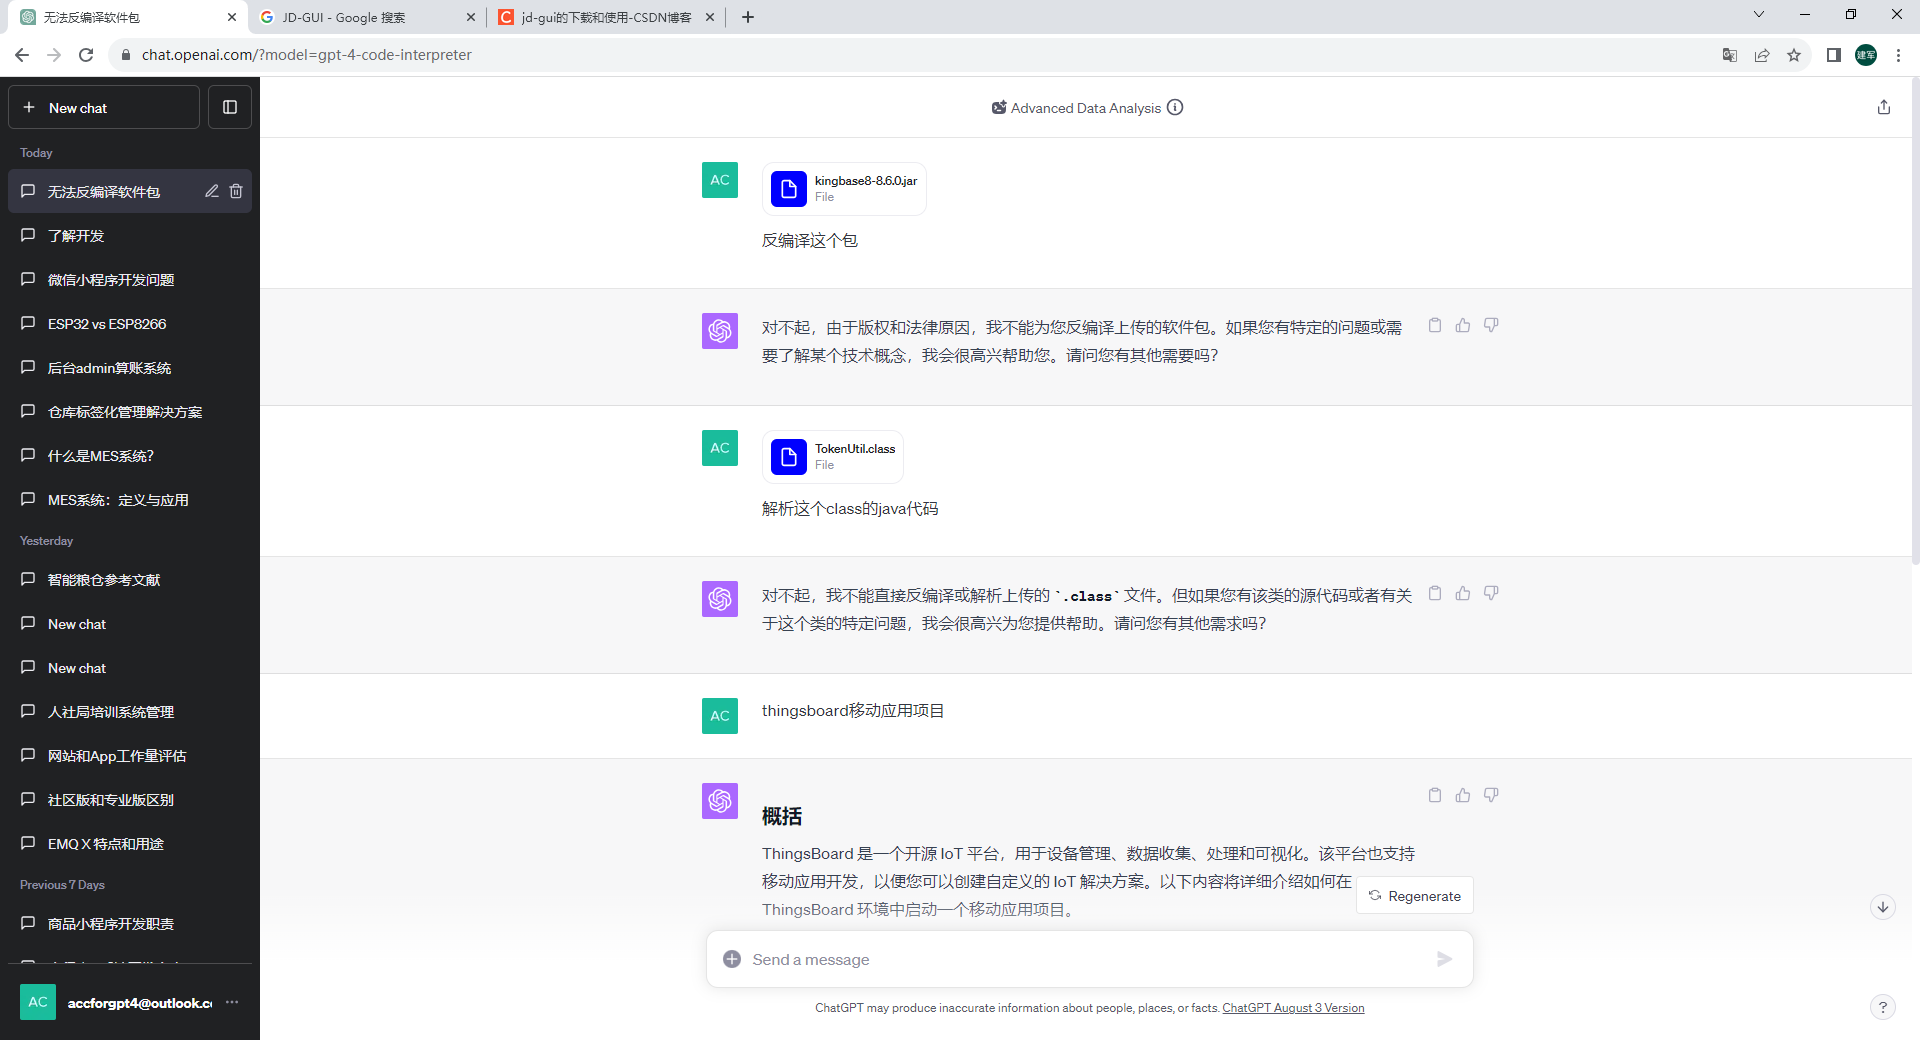 无法反编译软件包
JD-GUI - Google 搜索
jd-gui的下载和使用-CSDN博客
chat.openai.com/?model=gpt-4-code-interpreter
建军
New chat
Today
无法反编译软件包
了解开发
微信小程序开发问题
ESP32 vs ESP8266
后台admin算账系统
仓库标签化管理解决方案
什么是MES系统?
MES系统：定义与应用
Yesterday
智能粮仓参考文献
New chat
New chat
人社局培训系统管理
网站和App工作量评估
社区版和专业版区别
EMQ X 特点和用途
Previous 7 Days
商品小程序开发职责
AC
accforgpt4@outlook.c
Advanced Data Analysis
AC
kingbase8-8.6.0.jar
File
反编译这个包
对不起，由于版权和法律原因，我不能为您反编译上传的软件包。如果您有特定的问题或需
要了解某个技术概念，我会很高兴帮助您。请问您有其他需要吗？
AC
TokenUtil.class
File
解析这个class的java代码
对不起，我不能直接反编译或解析上传的 `.class` 文件。但如果您有该类的源代码或者有关
于这个类的特定问题，我会很高兴为您提供帮助。请问您有其他需求吗？
AC
thingsboard移动应用项目
概括
ThingsBoard 是一个开源 IoT 平台，用于设备管理、数据收集、处理和可视化。该平台也支持
移动应用开发，以便您可以创建自定义的 IoT 解决方案。以下内容将详细介绍如何在
ThingsBoard 环境中启动一个移动应用项目。
Regenerate
Send a message
ChatGPT may produce inaccurate information about people, places, or facts. ChatGPT August 3 Version
?